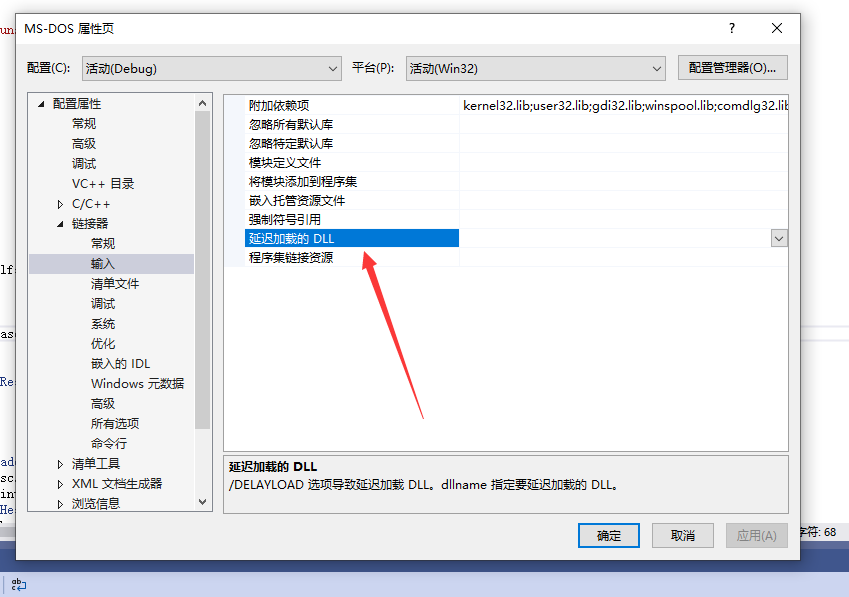 MS-DOS 属性页
配置(C): 活动(Debug) 平台(P): 活动(Win32) 配置管理器(O)...
配置属性
常规
高级
调试
VC++ 目录
C/C++
链接器
常规
输入
清单文件
调试
系统
优化
嵌入的 IDL
Windows 元数据
高级
所有选项
命令行
清单工具
XML 文档生成器
浏览信息
附加依赖项 kernel32.lib;user32.lib;gdi32.lib;winspool.lib;comdlg32.lib
忽略所有默认库
忽略特定默认库
模块定义文件
将模块添加到程序集
嵌入托管资源文件
强制符号引用
延迟加载的 DLL
程序集链接资源
延迟加载的 DLL
/DELAYLOAD 选项导致延迟加载 DLL。dllname 指定要延迟加载的 DLL。
确定 取消 应用(A)
字符: 68